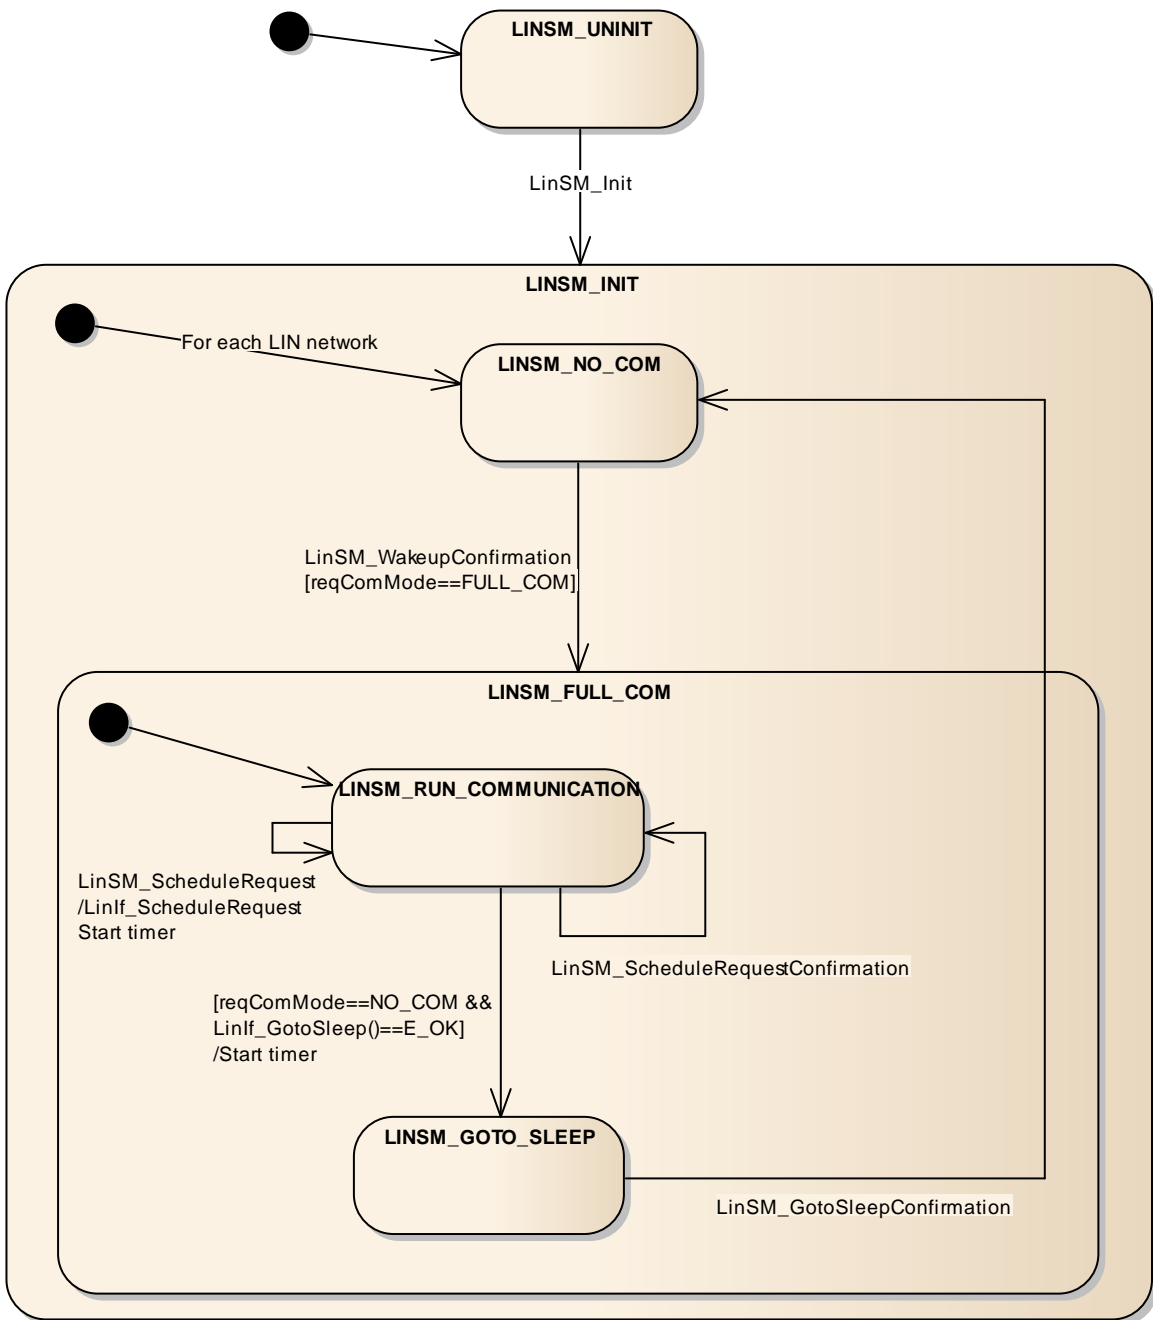 LINSM_UNINIT
LinSM_Init
LINSM_INIT
For each LIN network
LINSM_NO_COM
LinSM_WakeupConfirmation
[reqComMode==FULL_COM]
LINSM_FULL_COM
LINSM_RUN_COMMUNICATION
LinSM_ScheduleRequest
/LinIf_ScheduleRequest
Start timer
LinSM_ScheduleRequestConfirmation
[reqComMode==NO_COM &&
LinIf_GotoSleep()==E_OK]
/Start timer
LINSM_GOTO_SLEEP
LinSM_GotoSleepConfirmation